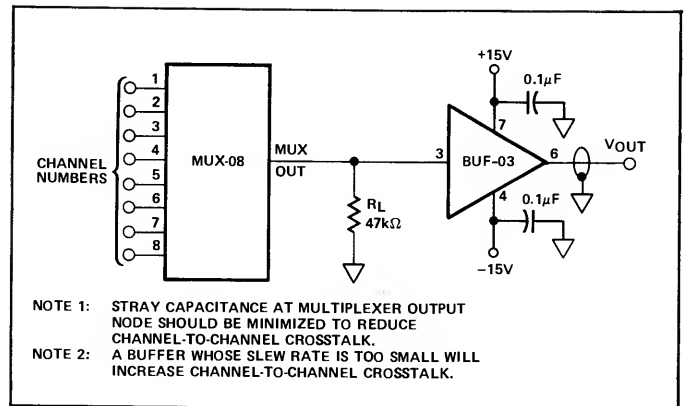 +15V
0.1µF
1
2
3
4
5
6
7
8
CHANNEL
NUMBERS
MUX-08
MUX
OUT
RL
47kΩ
3
BUF-03
7
6
4
VOUT
0.1µF
−15V
NOTE 1: STRAY CAPACITANCE AT MULTIPLEXER OUTPUT
NODE SHOULD BE MINIMIZED TO REDUCE
CHANNEL-TO-CHANNEL CROSSTALK.
NOTE 2: A BUFFER WHOSE SLEW RATE IS TOO SMALL WILL
INCREASE CHANNEL-TO-CHANNEL CROSSTALK.